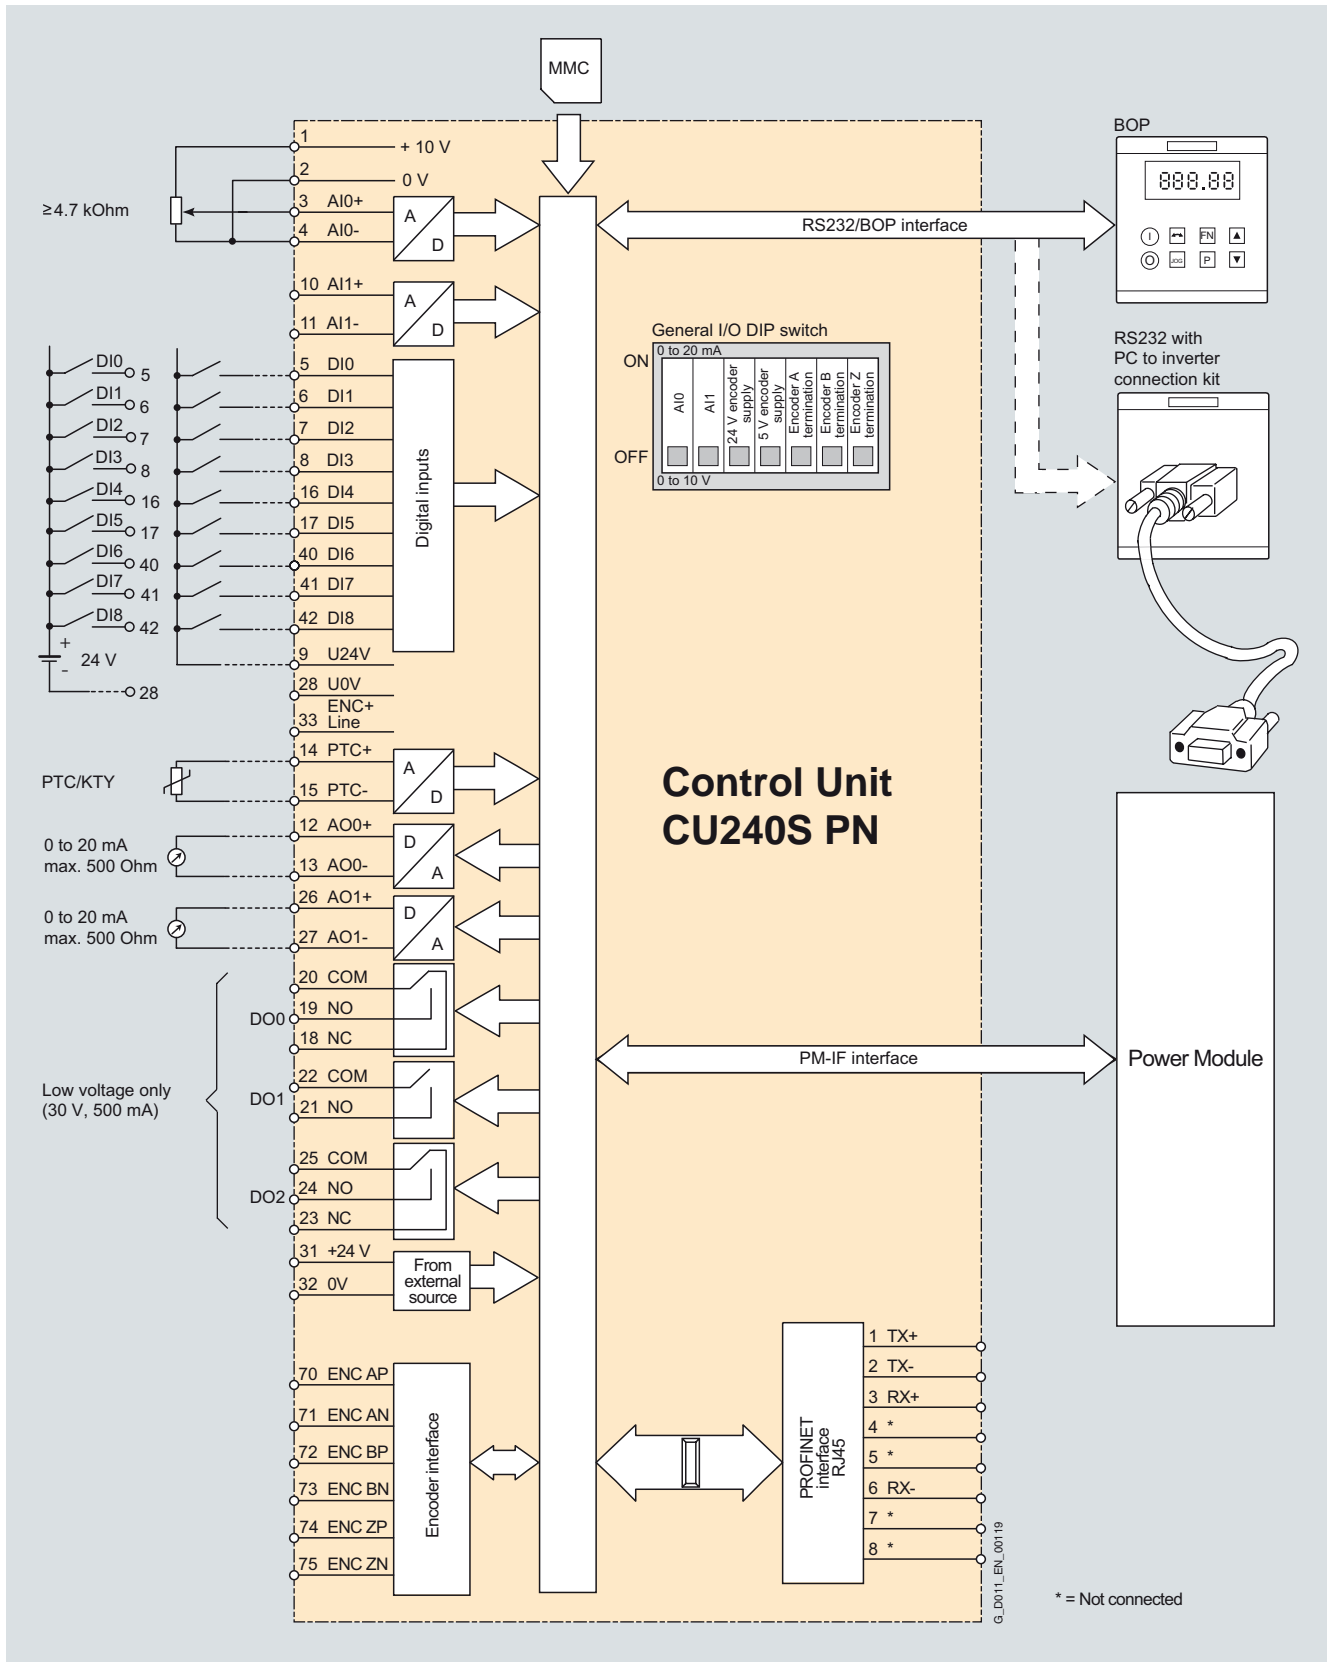 MMC
1
+ 10 V
2
0 V
≥4.7 kOhm
3 AI0+
4 AI0-
A
D
10 AI1+
11 AI1-
A
D
DI0 5
DI1 6
DI2 7
DI3 8
DI4 16
DI5 17
DI6 40
DI7 41
DI8 42
+
24 V
-
28
5 DI0
6 DI1
7 DI2
8 DI3
16 DI4
17 DI5
40 DI6
41 DI7
42 DI8
Digital inputs
9 U24V
28 U0V
ENC+
33 Line
PTC/KTY
14 PTC+
15 PTC-
A
D
0 to 20 mA
max. 500 Ohm
12 AO0+
13 AO0-
D
A
0 to 20 mA
max. 500 Ohm
26 AO1+
27 AO1-
D
A
Low voltage only
(30 V, 500 mA)
DO0
20 COM
19 NO
18 NC
DO1
22 COM
21 NO
DO2
25 COM
24 NO
23 NC
31 +24 V
32 0V
From
external
source
70 ENC AP
71 ENC AN
72 ENC BP
73 ENC BN
74 ENC ZP
75 ENC ZN
Encoder interface
RS232/BOP interface
General I/O DIP switch
ON
OFF
0 to 20 mA
AI0
AI1
24 V encoder
supply
5 V encoder
supply
Encoder A
termination
Encoder B
termination
Encoder Z
termination
0 to 10 V
Control Unit
CU240S PN
PM-IF interface
PROFINET
interface
RJ45
1 TX+
2 TX-
3 RX+
4 *
5 *
6 RX-
7 *
8 *
BOP
888.88
I
FN
O
JOG
P
RS232 with
PC to inverter
connection kit
Power Module
G_D011_EN_00119
* = Not connected